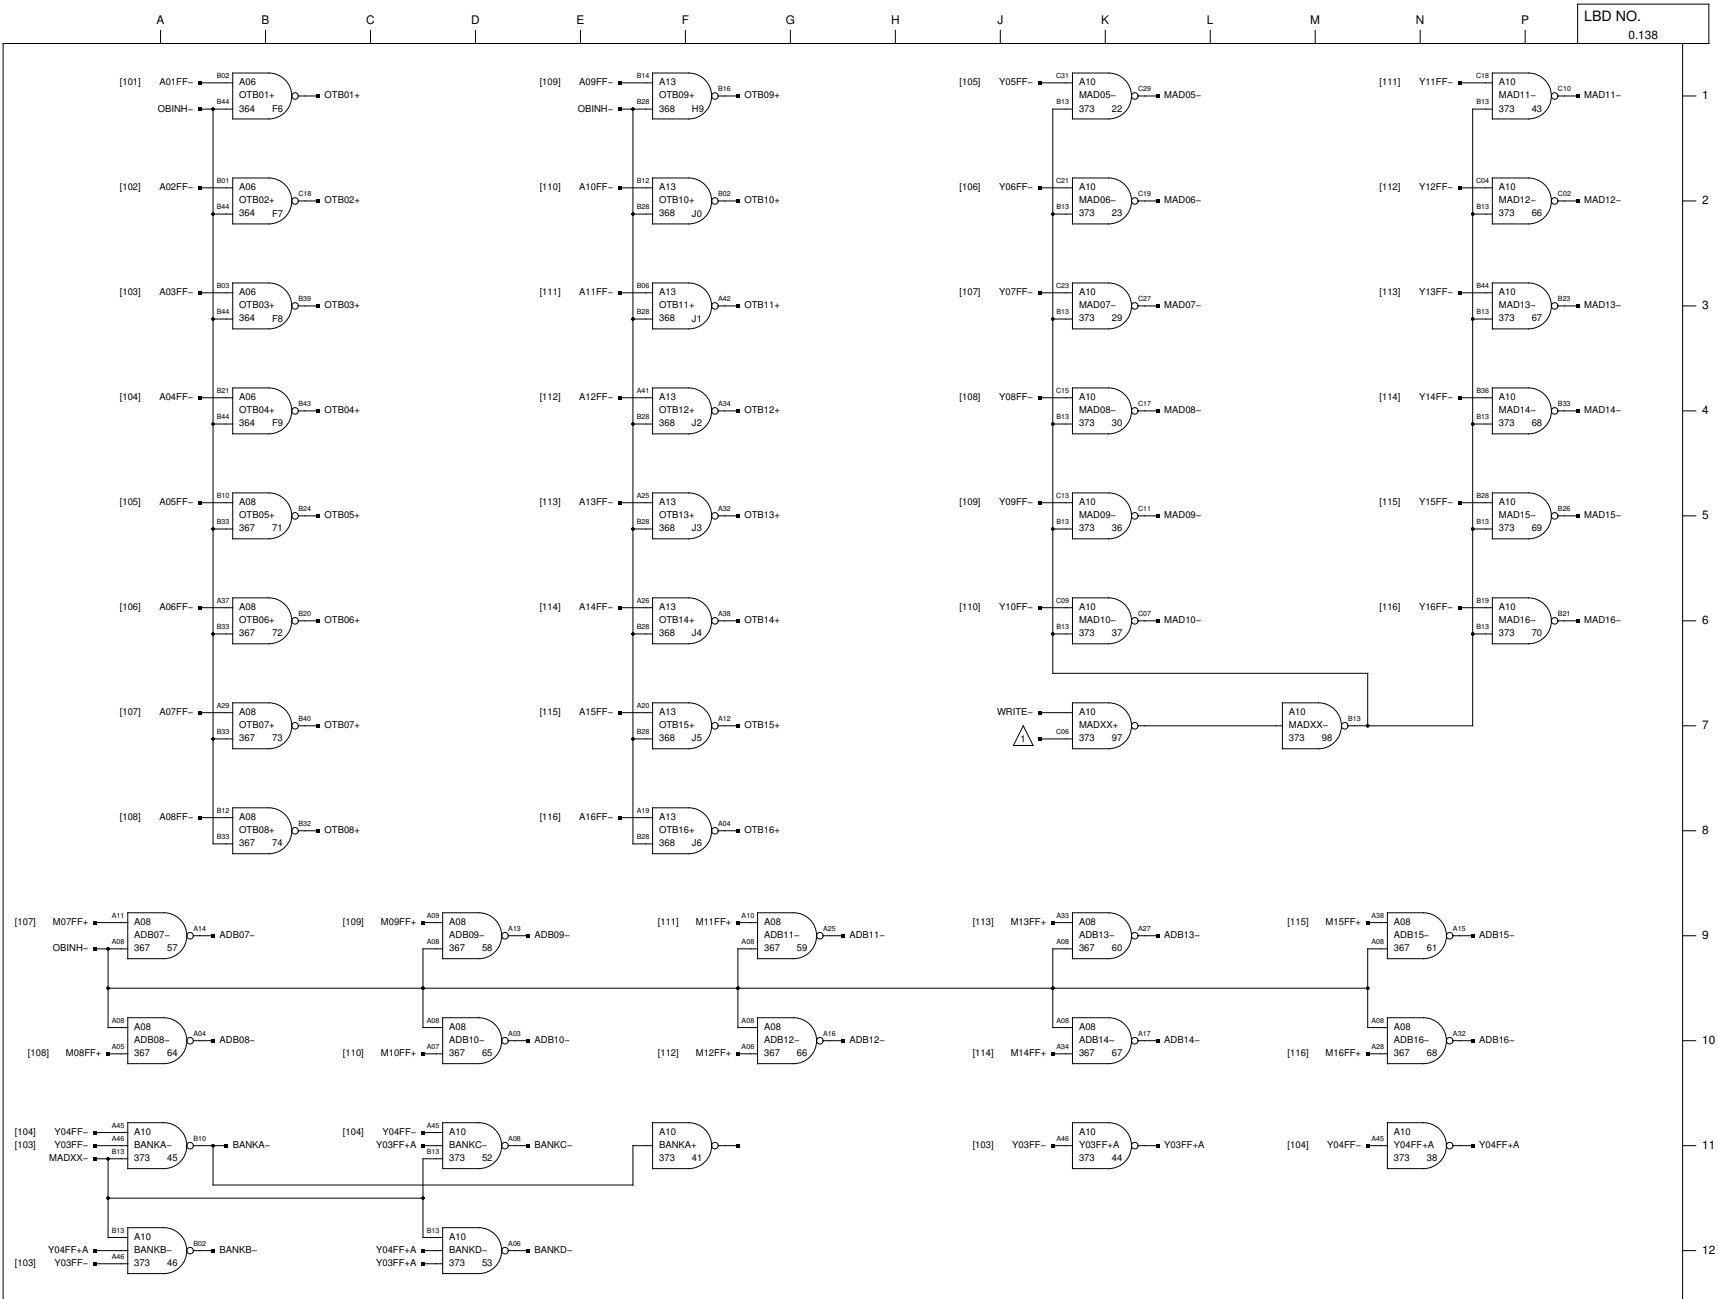 A B C D E F G H J K L M N P
LBD NO.
0.138
[101] A01FF− B02 A06
OTB01+ OTB01+
OBINH− B44 364 F6
[109] A09FF− B14 A13
OTB09+ B16 OTB09+
OBINH− B28 368 H9
[105] Y05FF− C31 A10
MAD05− C29 MAD05−
B13 373 22
[111] Y11FF− C18 A10
MAD11− C10 MAD11−
B13 373 43
1
[102] A02FF− B01 A06
OTB02+ C18 OTB02+
B44 364 F7
[110] A10FF− B12 A13
OTB10+ B02 OTB10+
B28 368 J0
[106] Y06FF− C21 A10
MAD06− C19 MAD06−
B13 373 23
[112] Y12FF− C04 A10
MAD12− C02 MAD12−
B13 373 66
2
[103] A03FF− B03 A06
OTB03+ B39 OTB03+
B44 364 F8
[111] A11FF− B06 A13
OTB11+ A42 OTB11+
B28 368 J1
[107] Y07FF− C23 A10
MAD07− C27 MAD07−
B13 373 29
[113] Y13FF− B44 A10
MAD13− B23 MAD13−
B13 373 67
3
[104] A04FF− B21 A06
OTB04+ B43 OTB04+
B44 364 F9
[112] A12FF− A41 A13
OTB12+ A34 OTB12+
B28 368 J2
[108] Y08FF− C15 A10
MAD08− C17 MAD08−
B13 373 30
[114] Y14FF− B36 A10
MAD14− B33 MAD14−
B13 373 68
4
[105] A05FF− B10 A08
OTB05+ B24 OTB05+
B33 367 71
[113] A13FF− A25 A13
OTB13+ A32 OTB13+
B28 368 J3
[109] Y09FF− C13 A10
MAD09− C11 MAD09−
B13 373 36
[115] Y15FF− B28 A10
MAD15− B26 MAD15−
B13 373 69
5
[106] A06FF− A37 A08
OTB06+ B20 OTB06+
B33 367 72
[114] A14FF− A26 A13
OTB14+ A38 OTB14+
B28 368 J4
[110] Y10FF− C09 A10
MAD10− C07 MAD10−
B13 373 37
[116] Y16FF− B19 A10
MAD16− B21 MAD16−
B13 373 70
6
[107] A07FF− A29 A08
OTB07+ B40 OTB07+
B33 367 73
[115] A15FF− A20 A13
OTB15+ A12 OTB15+
B28 368 J5
WRITE− A10
MADXX+
1 C06 373 97
A10
MADXX− B13
373 98
7
[108] A08FF− B12 A08
OTB08+ B32 OTB08+
B33 367 74
[116] A16FF− A19 A13
OTB16+ A04 OTB16+
B28 368 J6
8
[107] M07FF+ A11 A08
ADB07− A14 ADB07−
OBINH− A08 367 57
[109] M09FF+ A09 A08
ADB09− A13 ADB09−
A08 367 58
[111] M11FF+ A10 A08
ADB11− A25 ADB11−
A08 367 59
[113] M13FF+ A33 A08
ADB13− A27 ADB13−
A08 367 60
[115] M15FF+ A38 A08
ADB15− A15 ADB15−
A08 367 61
9
A08 A08
ADB08− A04 ADB08−
[108] M08FF+ A05 367 64
A08 A08
ADB10− A03 ADB10−
[110] M10FF+ A07 367 65
A08 A08
ADB12− A16 ADB12−
[112] M12FF+ A06 367 66
A08 A08
ADB14− A17 ADB14−
[114] M14FF+ A34 367 67
A08 A08
ADB16− A32 ADB16−
[116] M16FF+ A28 367 68
10
[104] Y04FF− A45 A10
[103] Y03FF− A46 BANKA− B10 BANKA−
MADXX− B13 373 45
[104] Y04FF− A45 A10
Y03FF+A BANKC− A08 BANKC−
B13 373 52
A10
BANKA+
373 41
[103] Y03FF− A46 A10
Y03FF+A Y03FF+A
373 44
[104] Y04FF− A45 A10
Y04FF+A Y04FF+A
373 38
11
B13 A10
Y04FF+A BANKB− B02 BANKB−
[103] Y03FF− A46 373 46
B13 A10
Y04FF+A BANKD− A06 BANKD−
Y03FF+A 373 53
12